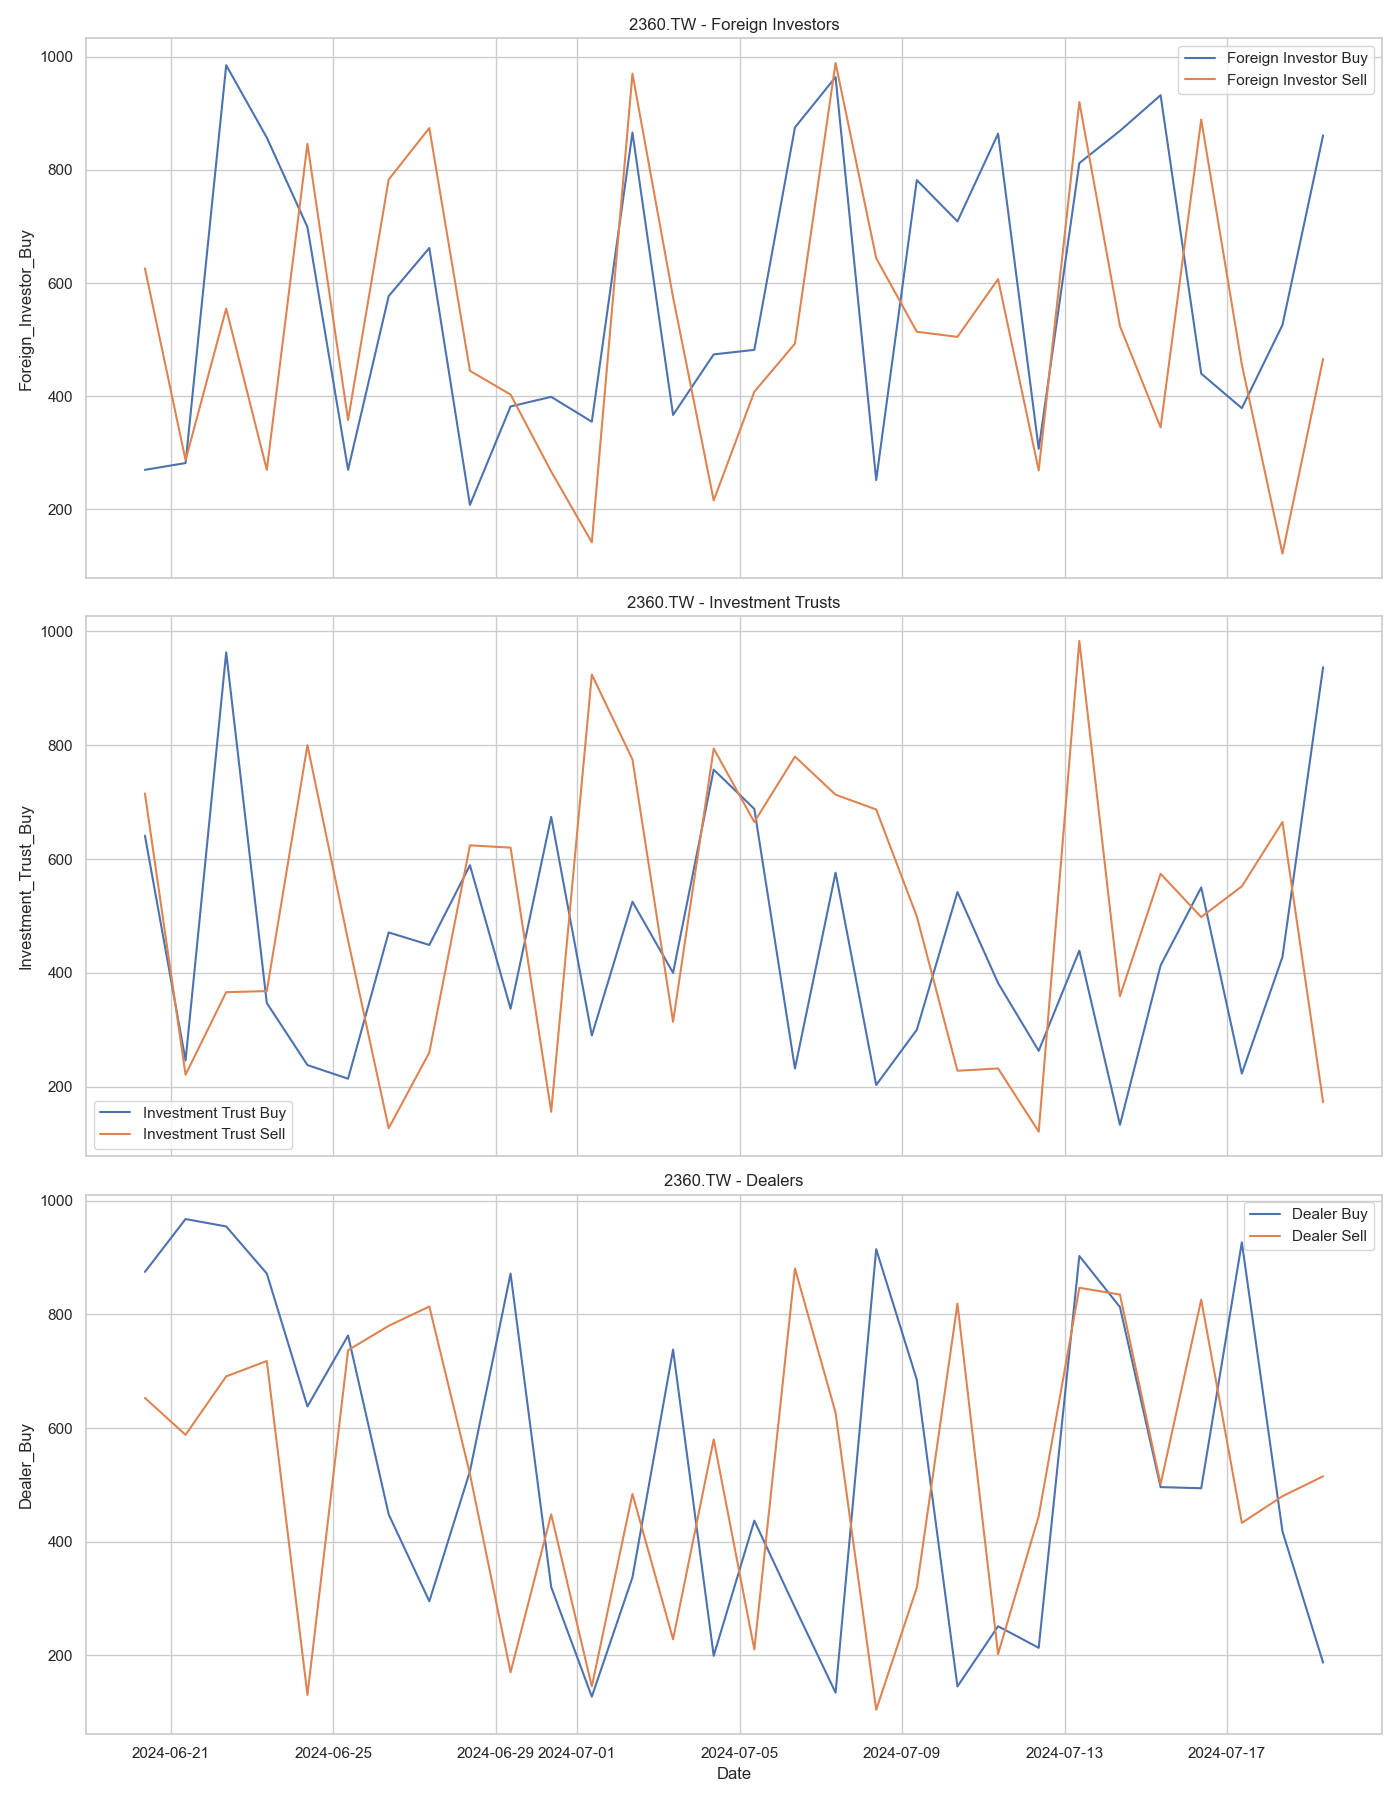 2360.TW - Foreign Investors
Foreign_Investor_Buy
1000
800
600
400
200
Foreign Investor Buy
Foreign Investor Sell
2360.TW - Investment Trusts
Investment_Trust_Buy
1000
800
600
400
200
Investment Trust Buy
Investment Trust Sell
2360.TW - Dealers
Dealer_Buy
1000
800
600
400
200
Dealer Buy
Dealer Sell
2024-06-21 2024-06-25 2024-06-29 2024-07-01 2024-07-05 2024-07-09 2024-07-13 2024-07-17
Date